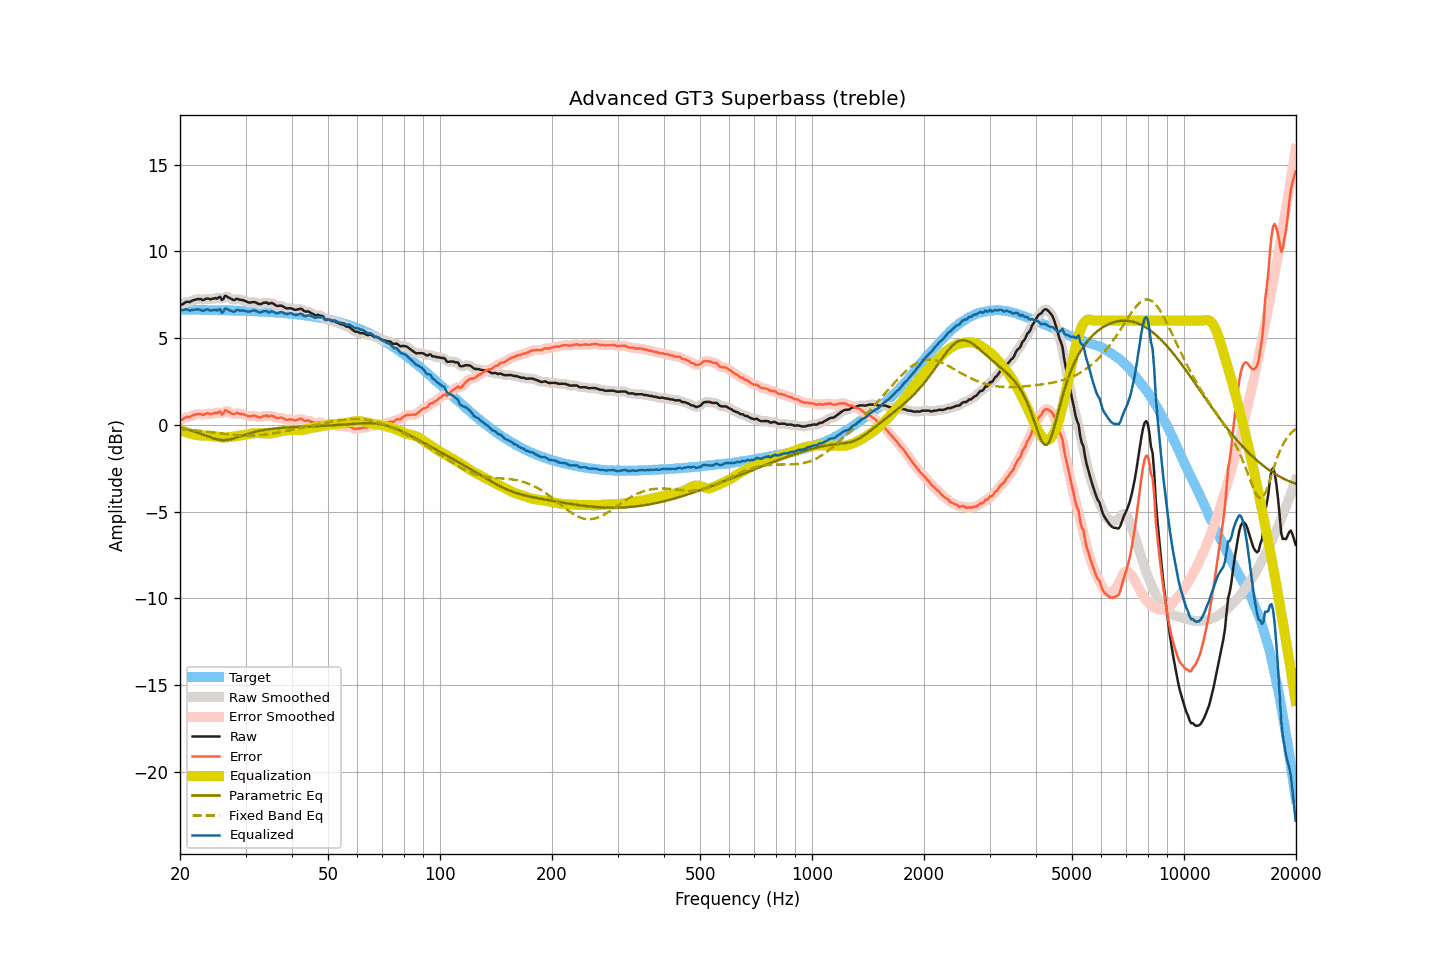 Advanced GT3 Superbass (treble)
15
10
5
0
−5
−10
−15
−20
Amplitude (dBr)
Target
Raw Smoothed
Error Smoothed
Raw
Error
Equalization
Parametric Eq
Fixed Band Eq
Equalized
20 50 100 200 500 1000 2000 5000 10000 20000
Frequency (Hz)